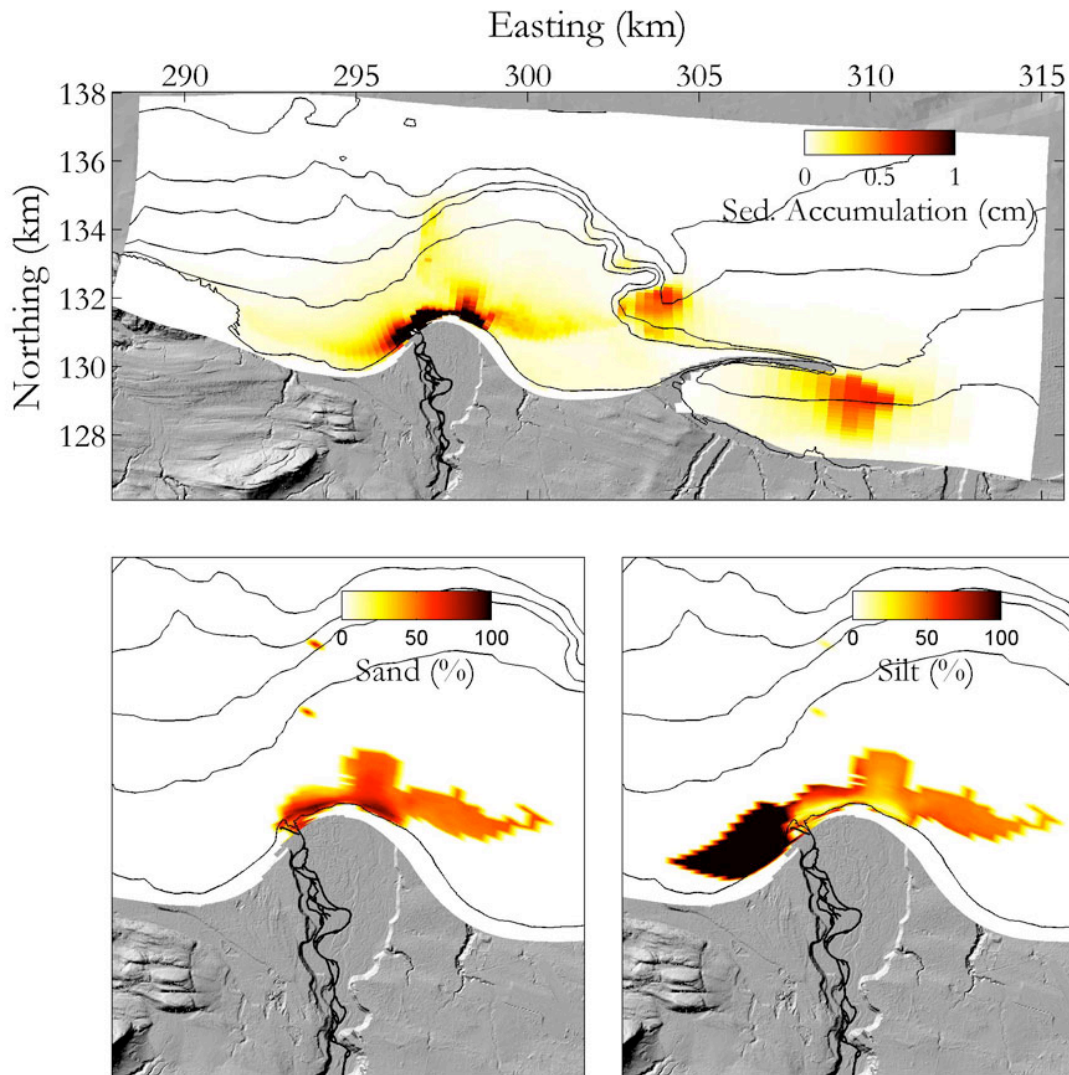 Easting (km)
290 295 300 305 310 315
138
136
134
132
130
128
Northing (km)
0 0.5 1
Sed. Accumulation (cm)
0 50 100
Sand (%)
0 50 100
Silt (%)